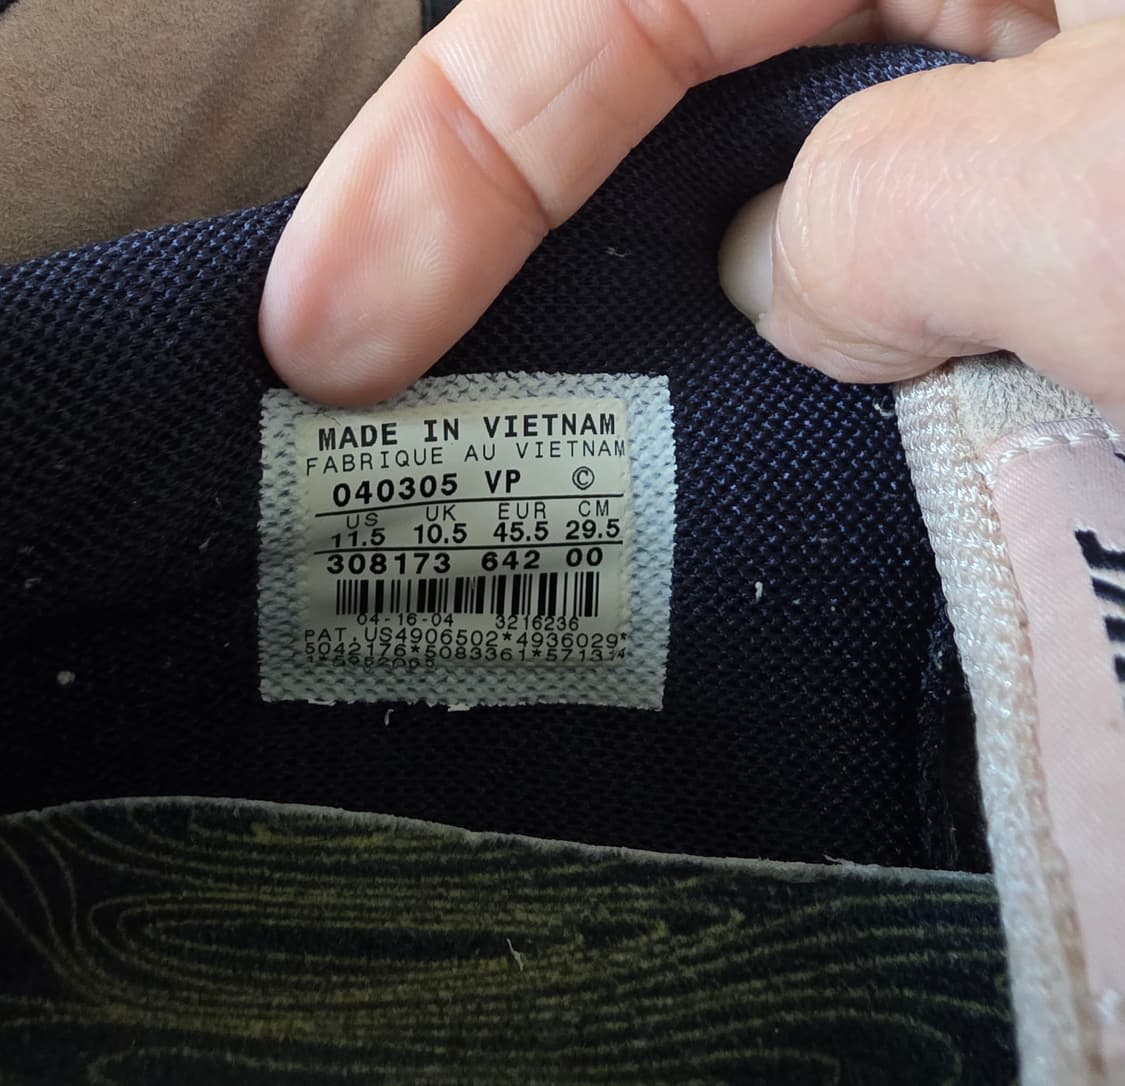 MADE IN VIETNAM
FABRIQUE AU VIETNAM
040305 VP ©
US UK EUR CM
11.5 10.5 45.5 29.5
308173 642 00
04-16-04 3216236
PAT.US4906502*4936029*
5042176*5083361*